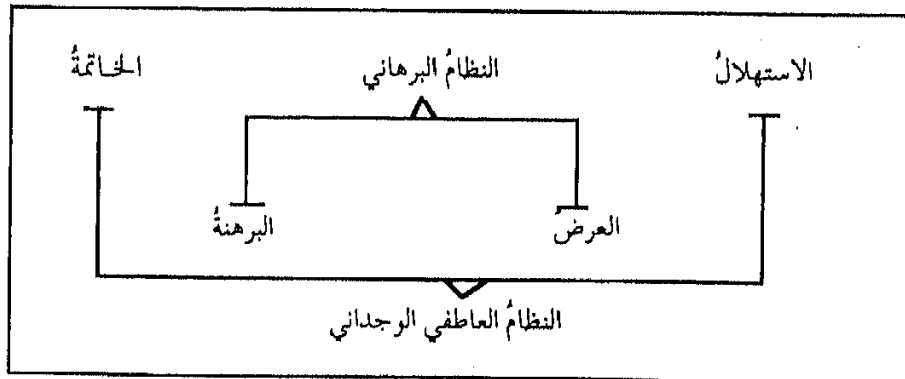 الاستهلالُ
النظامُ البرهاني
الخاتمةُ
العرضُ
البرهنةُ
النظامُ العاطفي الوجداني